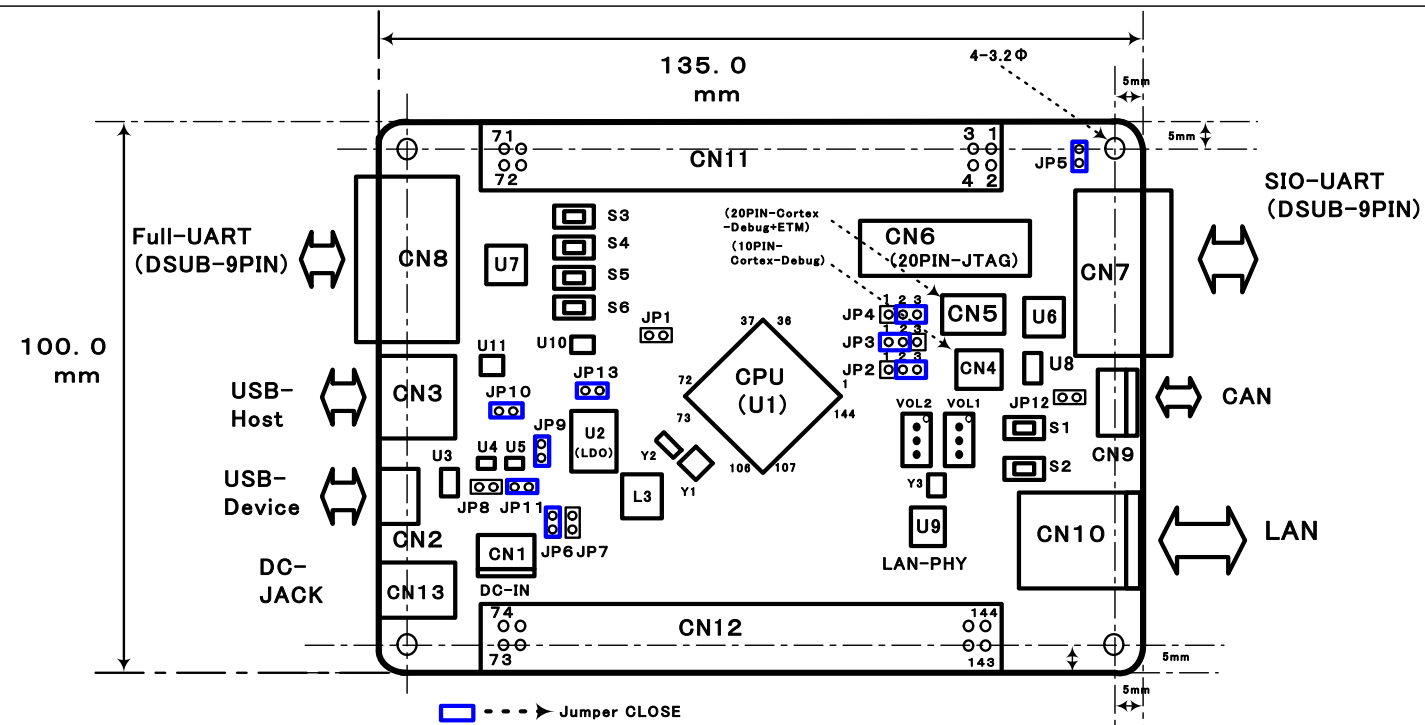 4-3.2Φ
135.0
mm
5mm
5mm
71
3 1
CN11
JP5
72
4 2
SIO-UART
(DSUB-9PIN)
S3
(20PIN-Cortex
-Debug+ETM)
Full-UART
(DSUB-9PIN)
S4
CN6
(20PIN-JTAG)
(10PIN-
Cortex-Debug)
CN8
U7
S5
CN7
S6
1 2 3
JP4
CN5
U6
JP1
37
36
100.0
mm
1 2 3
JP3
U10
U11
1 2 3
JP2
CN4
U8
JP13
72
CPU
(U1)
1
USB-
Host
CN3
JP10
144
73
VOL2
VOL1
JP12
CAN
JP9
U2
(LDO)
S1
U4
U5
Y2
106
107
CN9
U3
S2
USB-
Device
Y1
Y3
JP8
JP11
L3
CN2
U9
CN10
LAN
JP6
JP7
CN1
LAN-PHY
DC-
JACK
CN13
DC-IN
74
144
CN12
73
143
5mm
5mm
Jumper CLOSE